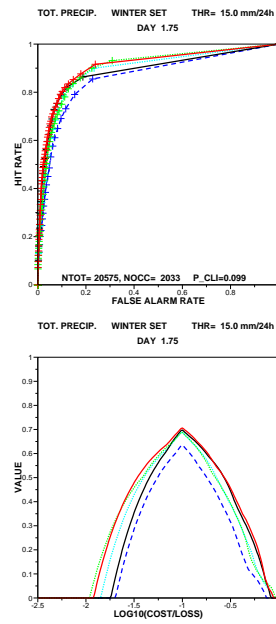 TOT. PRECIP. WINTER SET THR= 15.0 mm/24h
DAY 1.75
1
0.8
0.6
0.4
0.2
0
HIT RATE
NTOT= 20575, NOCC= 2033 P_CLI=0.099
0 0.2 0.4 0.6 0.8
FALSE ALARM RATE
TOT. PRECIP. WINTER SET THR= 15.0 mm/24h
DAY 1.75
1
0.9
0.8
0.7
0.6
0.5
0.4
0.3
0.2
0.1
0
VALUE
-2.5 -2 -1.5 -1 -0.5
LOG10(COST/LOSS)